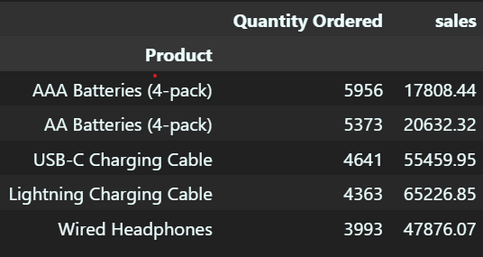 Quantity Ordered sales
Product
AAA Batteries (4-pack) 5956 17808.44
AA Batteries (4-pack) 5373 20632.32
USB-C Charging Cable 4641 55459.95
Lightning Charging Cable 4363 65226.85
Wired Headphones 3993 47876.07